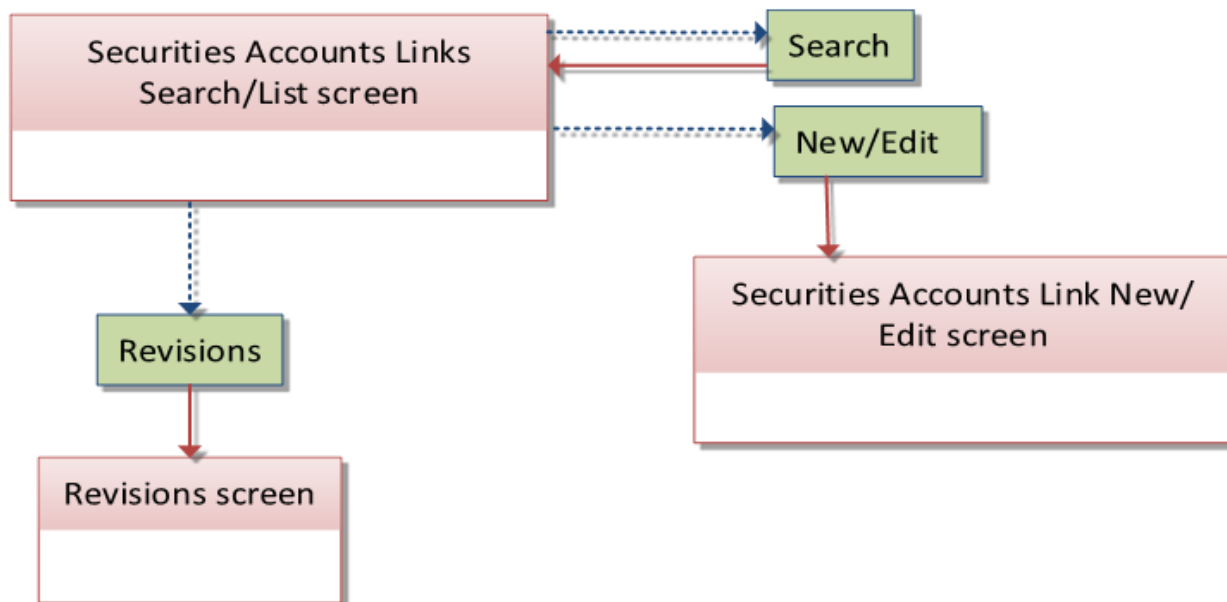 Securities Accounts Links
Search/List screen
Search
New/Edit
Securities Accounts Link New/
Edit screen
Revisions
Revisions screen